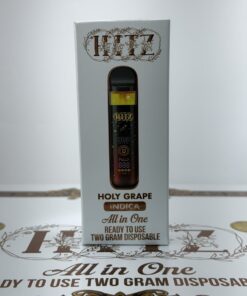 HITZ
HITZ
HOLY GRAPE
INDICA
All in One
READY TO USE
TWO GRAM DISPOSABLE
All in One
READY TO USE TWO GRAM DISPOSABLE